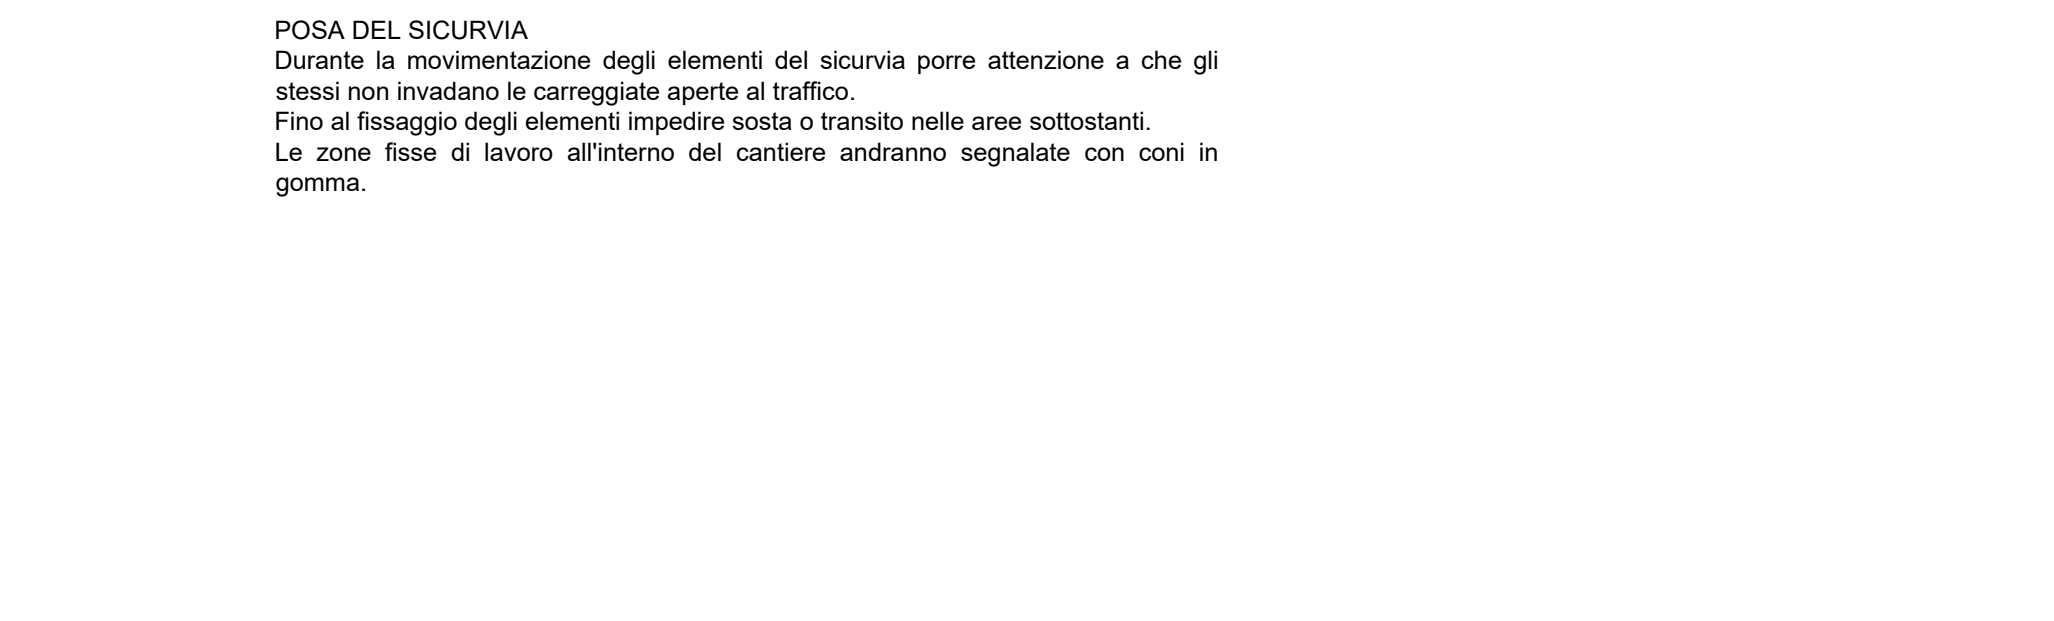 POSA DEL SICURVIA
Durante la movimentazione degli elementi del sicurvia porre attenzione a che gli
stessi non invadano le carreggiate aperte al traffico.
Fino al fissaggio degli elementi impedire sosta o transito nelle aree sottostanti.
Le zone fisse di lavoro all'interno del cantiere andranno segnalate con coni in
gomma.